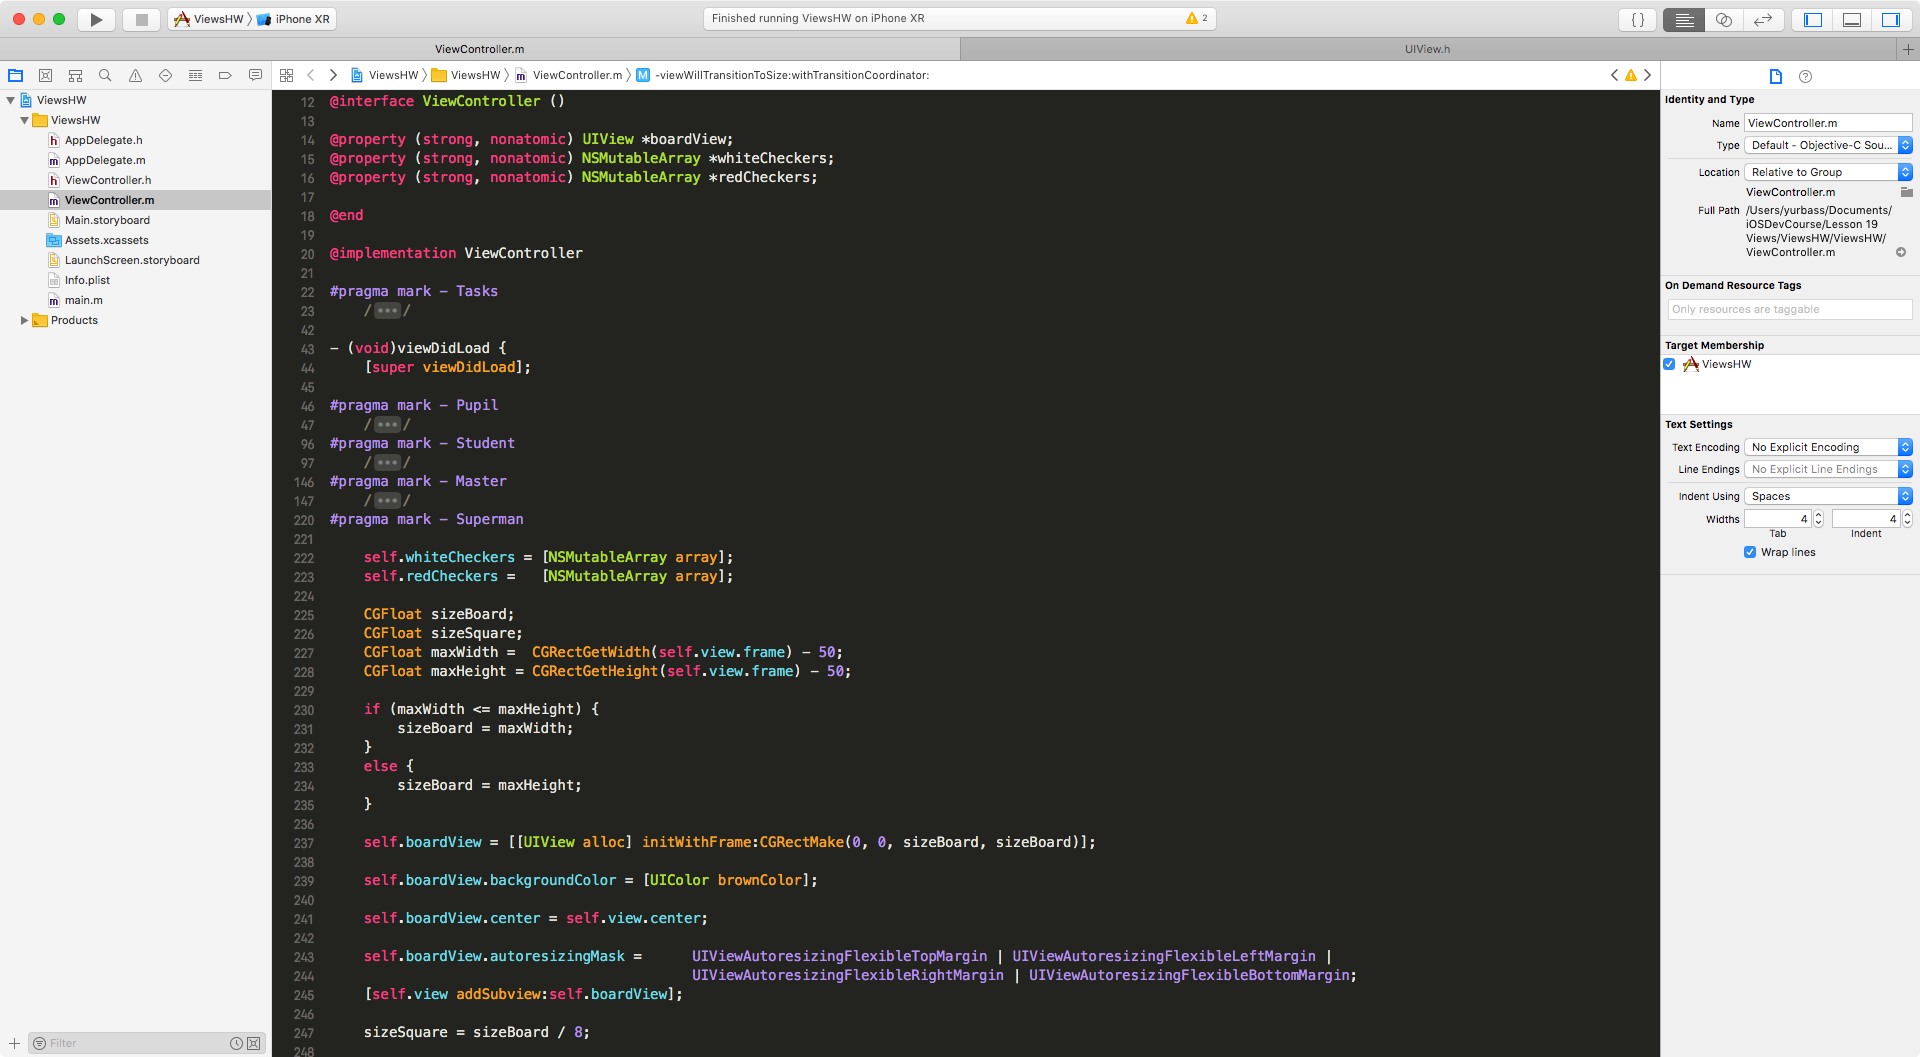 ViewsHW iPhone XR
Finished running ViewsHW on iPhone XR
2
{ }
ViewController.m
UIView.h
ViewsHW ViewsHW ViewController.m M -viewWillTransitionToSize:withTransitionCoordinator:
ViewsHW
ViewsHW
h AppDelegate.h
m AppDelegate.m
h ViewController.h
m ViewController.m
Main.storyboard
Assets.xcassets
LaunchScreen.storyboard
Info.plist
m main.m
Products
Filter
12 @interface ViewController ()
13
14 @property (strong, nonatomic) UIView *boardView;
15 @property (strong, nonatomic) NSMutableArray *whiteCheckers;
16 @property (strong, nonatomic) NSMutableArray *redCheckers;
17
18 @end
19
20 @implementation ViewController
21
22 #pragma mark - Tasks
23 /•••/
42
43 - (void)viewDidLoad {
44 [super viewDidLoad];
45
46 #pragma mark - Pupil
47 /•••/
96 #pragma mark - Student
97 /•••/
146 #pragma mark - Master
147 /•••/
220 #pragma mark - Superman
221
222 self.whiteCheckers = [NSMutableArray array];
223 self.redCheckers = [NSMutableArray array];
224
225 CGFloat sizeBoard;
226 CGFloat sizeSquare;
227 CGFloat maxWidth = CGRectGetWidth(self.view.frame) - 50;
228 CGFloat maxHeight = CGRectGetHeight(self.view.frame) - 50;
229
230 if (maxWidth <= maxHeight) {
231 sizeBoard = maxWidth;
232 }
233 else {
234 sizeBoard = maxHeight;
235 }
236
237 self.boardView = [[UIView alloc] initWithFrame:CGRectMake(0, 0, sizeBoard, sizeBoard)];
238
239 self.boardView.backgroundColor = [UIColor brownColor];
240
241 self.boardView.center = self.view.center;
242
243 self.boardView.autoresizingMask = UIViewAutoresizingFlexibleTopMargin | UIViewAutoresizingFlexibleLeftMargin |
244 UIViewAutoresizingFlexibleRightMargin | UIViewAutoresizingFlexibleBottomMargin;
245 [self.view addSubview:self.boardView];
246
247 sizeSquare = sizeBoard / 8;
248
Identity and Type
Name ViewController.m
Type Default - Objective-C Sou...
Location Relative to Group
ViewController.m
Full Path /Users/yurbass/Documents/
iOSDevCourse/Lesson 19
Views/ViewsHW/ViewsHW/
ViewController.m
On Demand Resource Tags
Only resources are taggable
Target Membership
ViewsHW
Text Settings
Text Encoding No Explicit Encoding
Line Endings No Explicit Line Endings
Indent Using Spaces
Widths 4 4
Tab Indent
Wrap lines